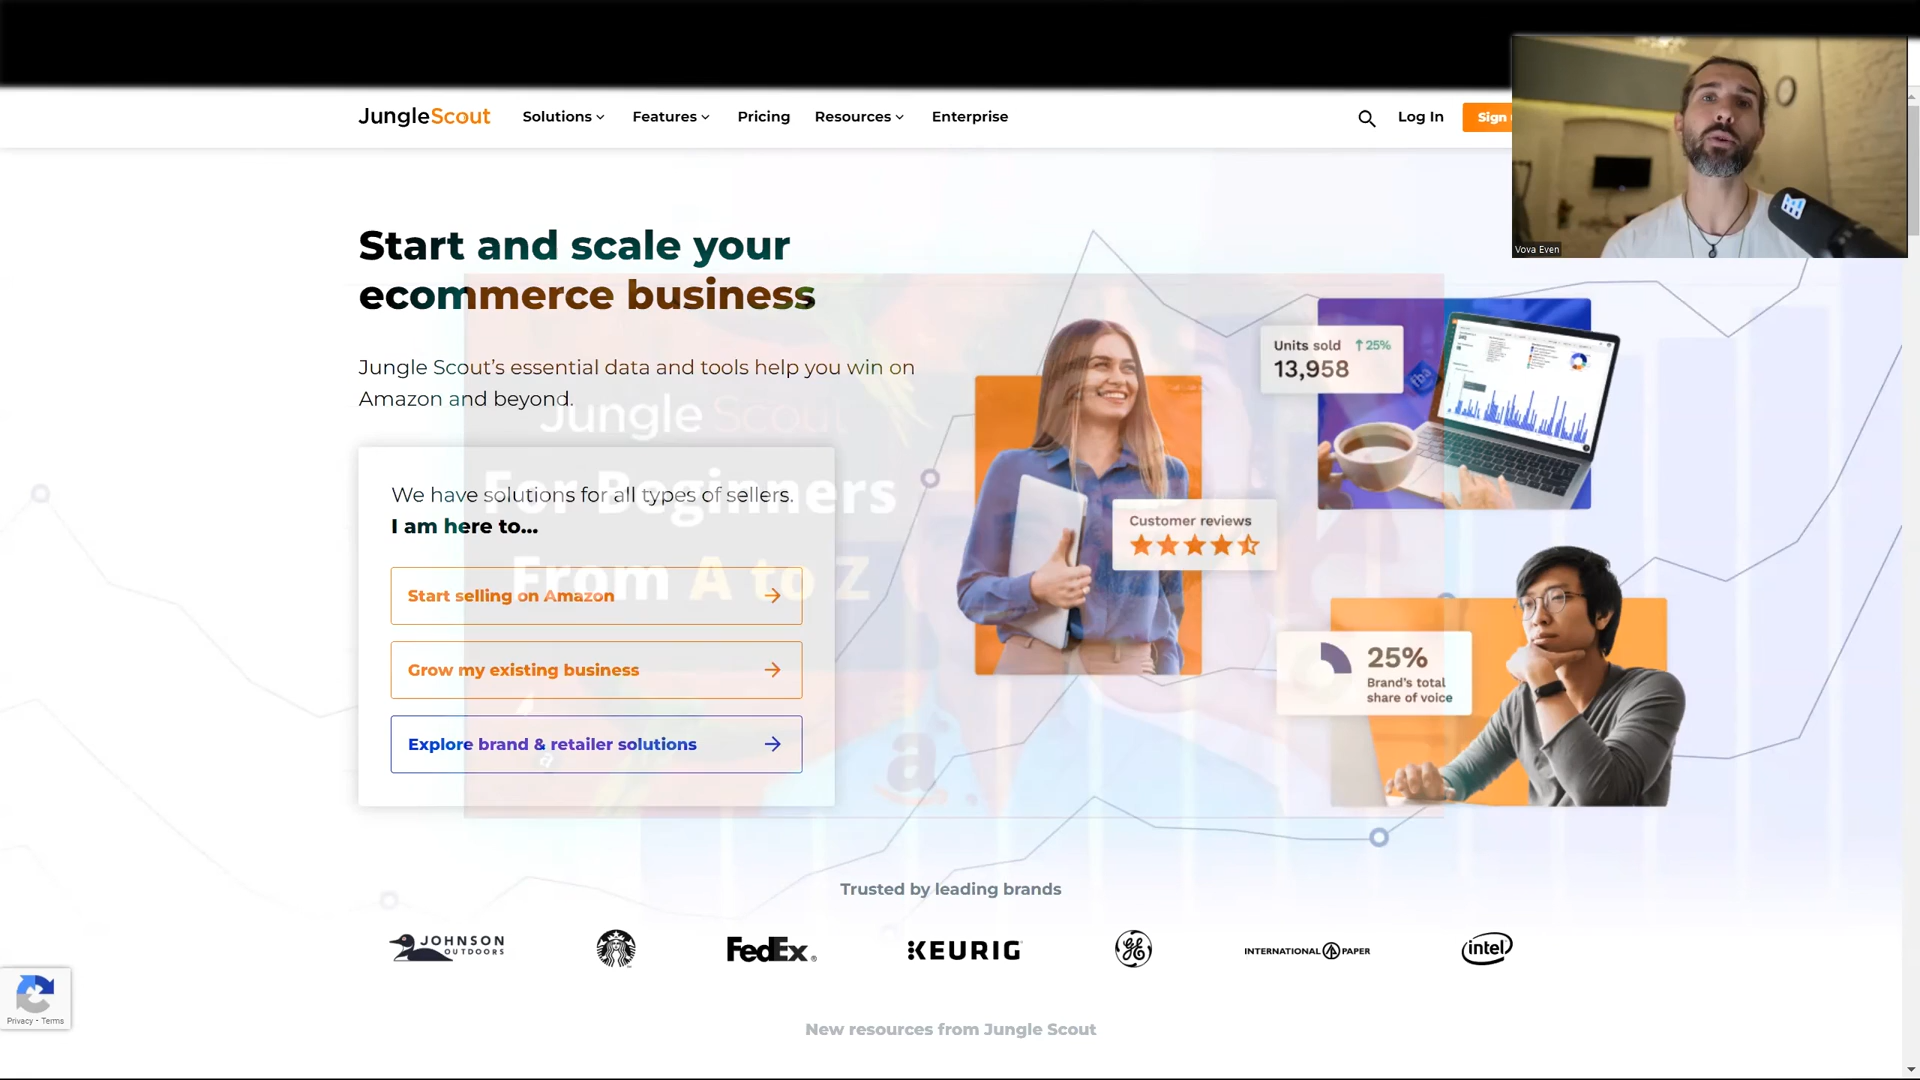 JungleScout
Solutions
Features
Pricing
Resources
Enterprise
Log In
Sign
Vova Even
Start and scale your
ecommerce business
Jungle Scout’s essential data and tools help you win on
Amazon and beyond.
Jungle Scout
For Beginners
From A to Z
We have solutions for all types of sellers.
I am here to...
Start selling on Amazon
Grow my existing business
Explore brand & retailer solutions
Units sold 25%
13,958
fba
Customer reviews
25%
Brand's total
share of voice
a
a
Trusted by leading brands
JOHNSON
OUTDOORS
FedEx®
KEURIG
GE
INTERNATIONAL PAPER
intel
New resources from Jungle Scout
Privacy - Terms